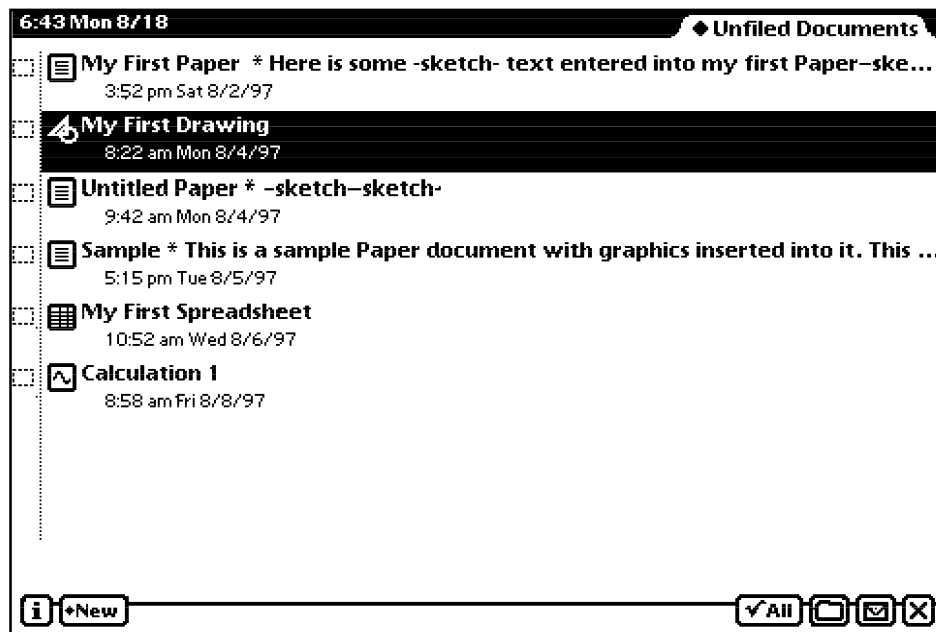 6:43 Mon 8/18
◆ Unfiled Documents
My First Paper * Here is some -sketch- text entered into my first Paper–ske...
3:52 pm Sat 8/2/97
My First Drawing
8:22 am Mon 8/4/97
Untitled Paper * -sketch–sketch-
9:42 am Mon 8/4/97
Sample * This is a sample Paper document with graphics inserted into it. This ...
5:15 pm Tue 8/5/97
My First Spreadsheet
10:52 am Wed 8/6/97
Calculation 1
8:58 am Fri 8/8/97
i ◆New ✓All X